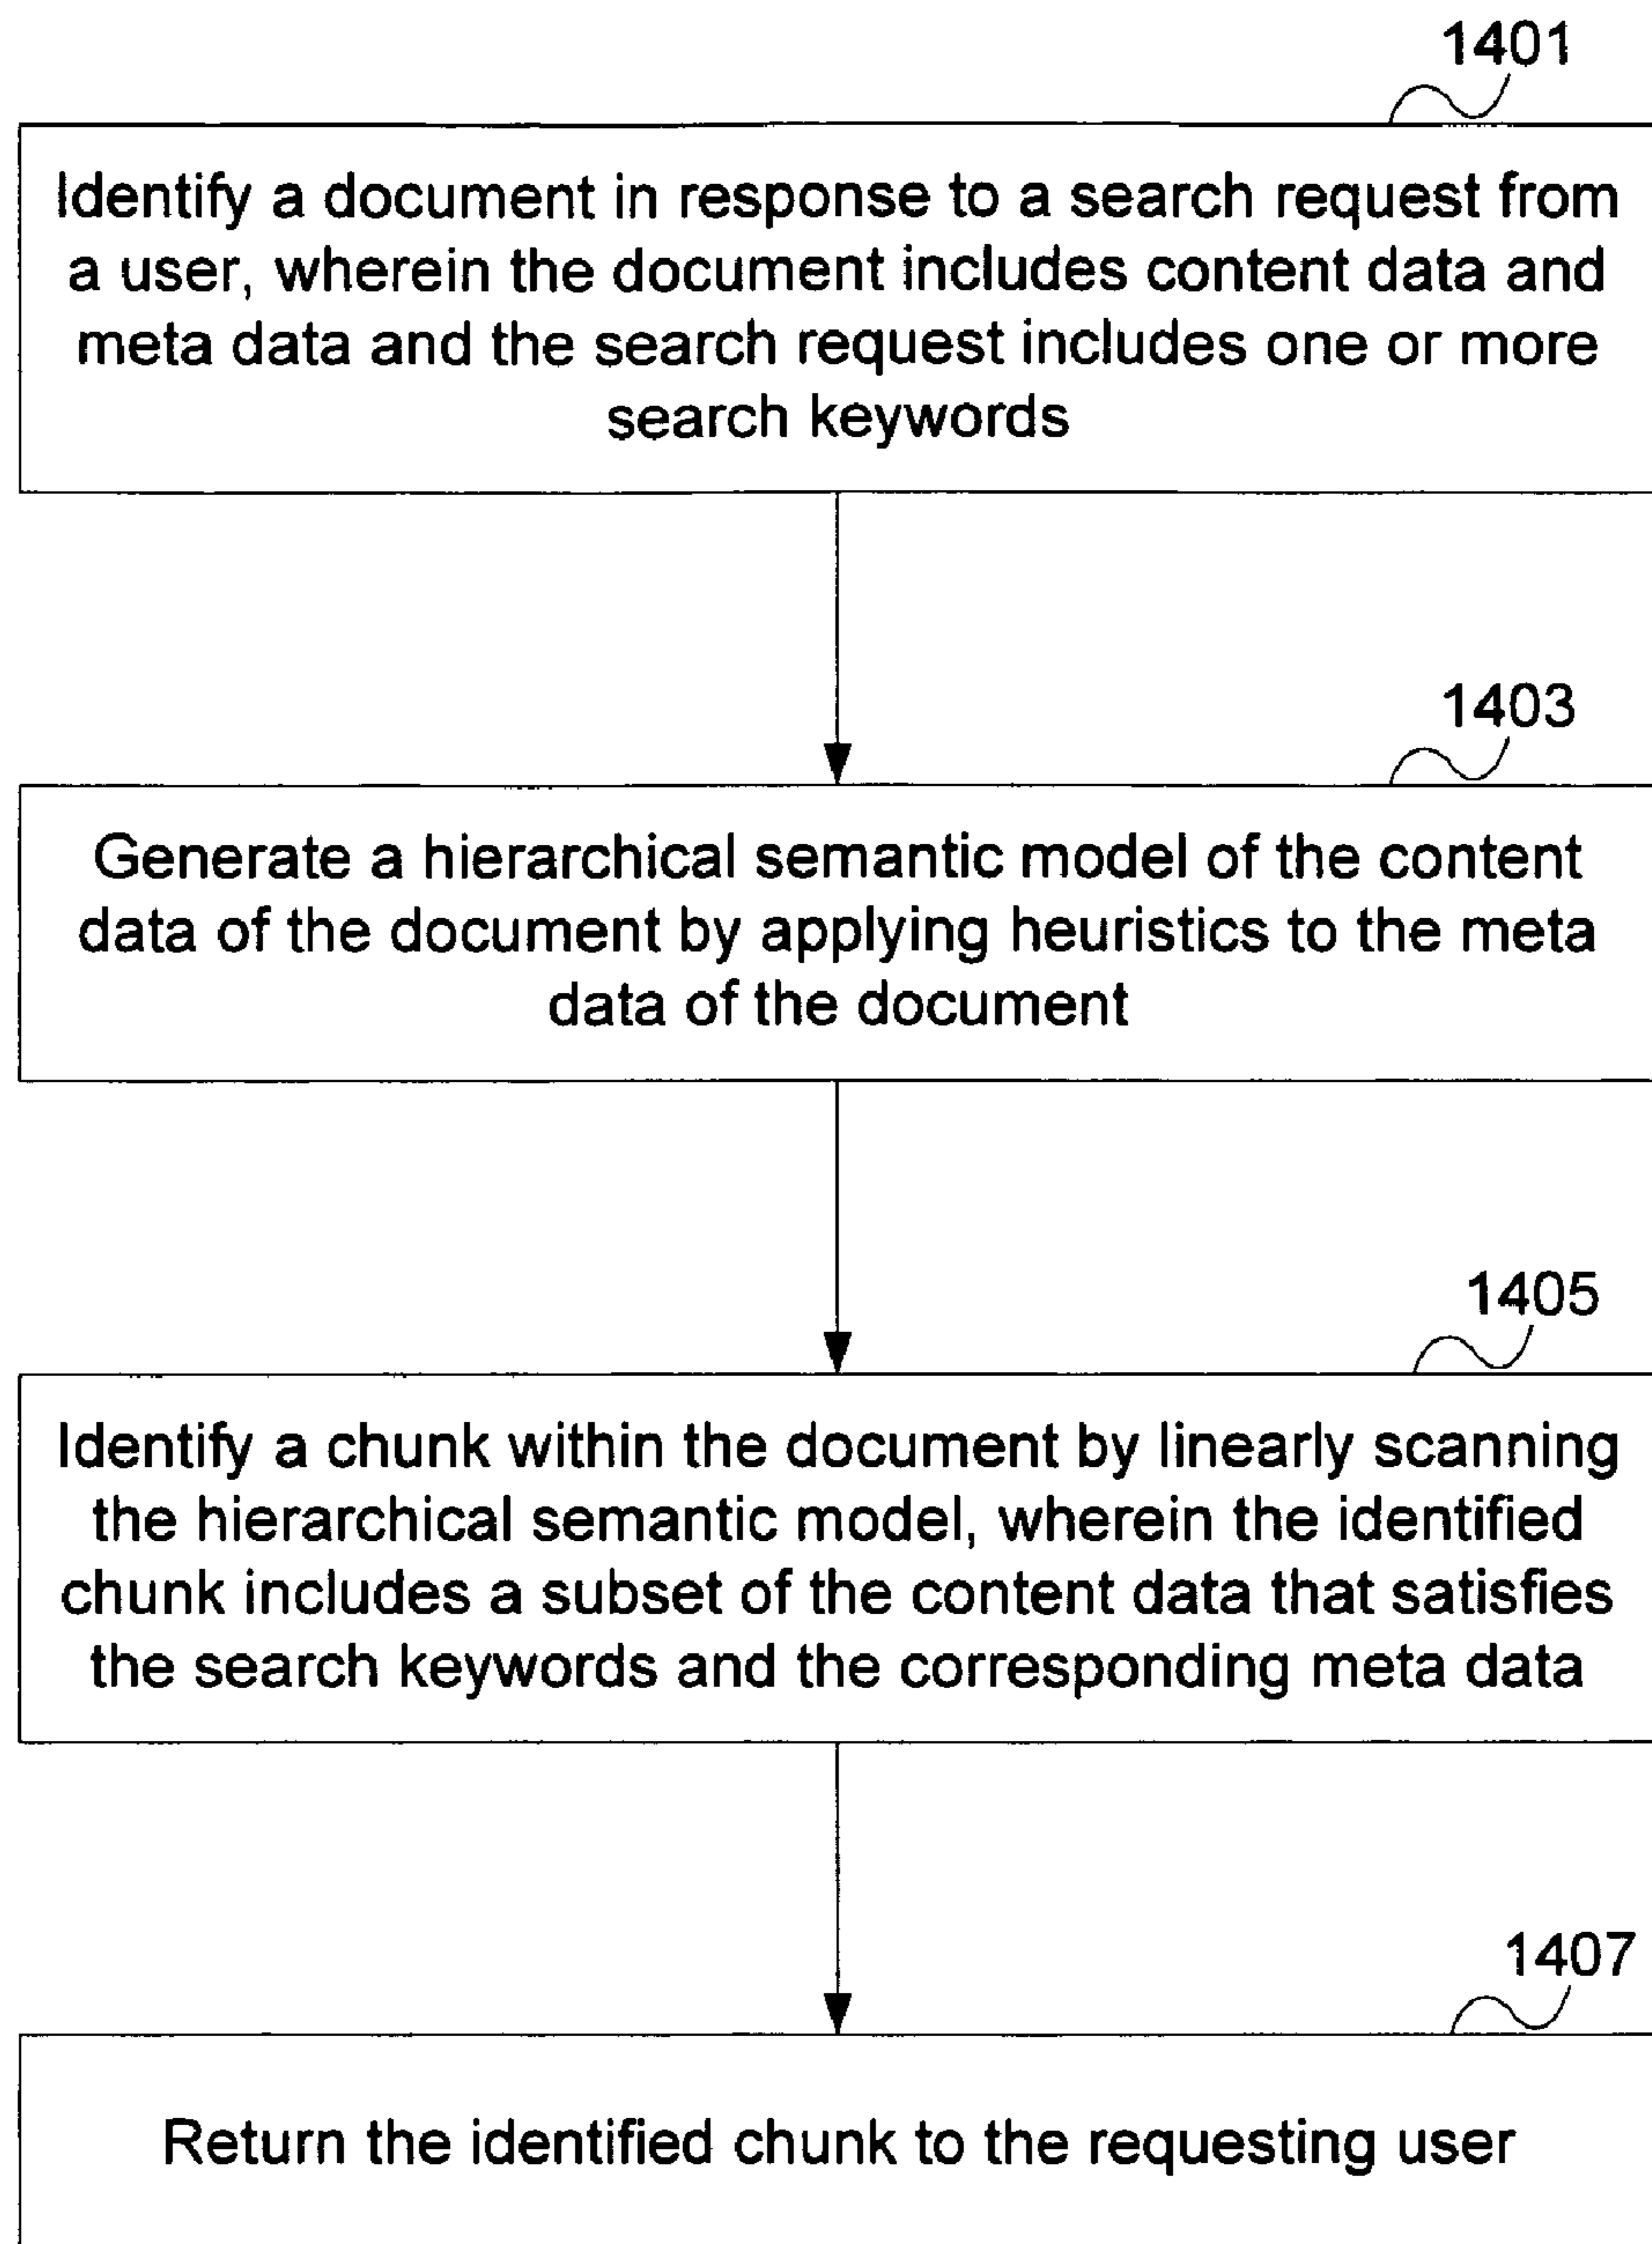 1401
Identify a document in response to a search request from
a user, wherein the document includes content data and
meta data and the search request includes one or more
search keywords
1403
Generate a hierarchical semantic model of the content
data of the document by applying heuristics to the meta
data of the document
1405
Identify a chunk within the document by linearly scanning
the hierarchical semantic model, wherein the identified
chunk includes a subset of the content data that satisfies
the search keywords and the corresponding meta data
1407
Return the identified chunk to the requesting user